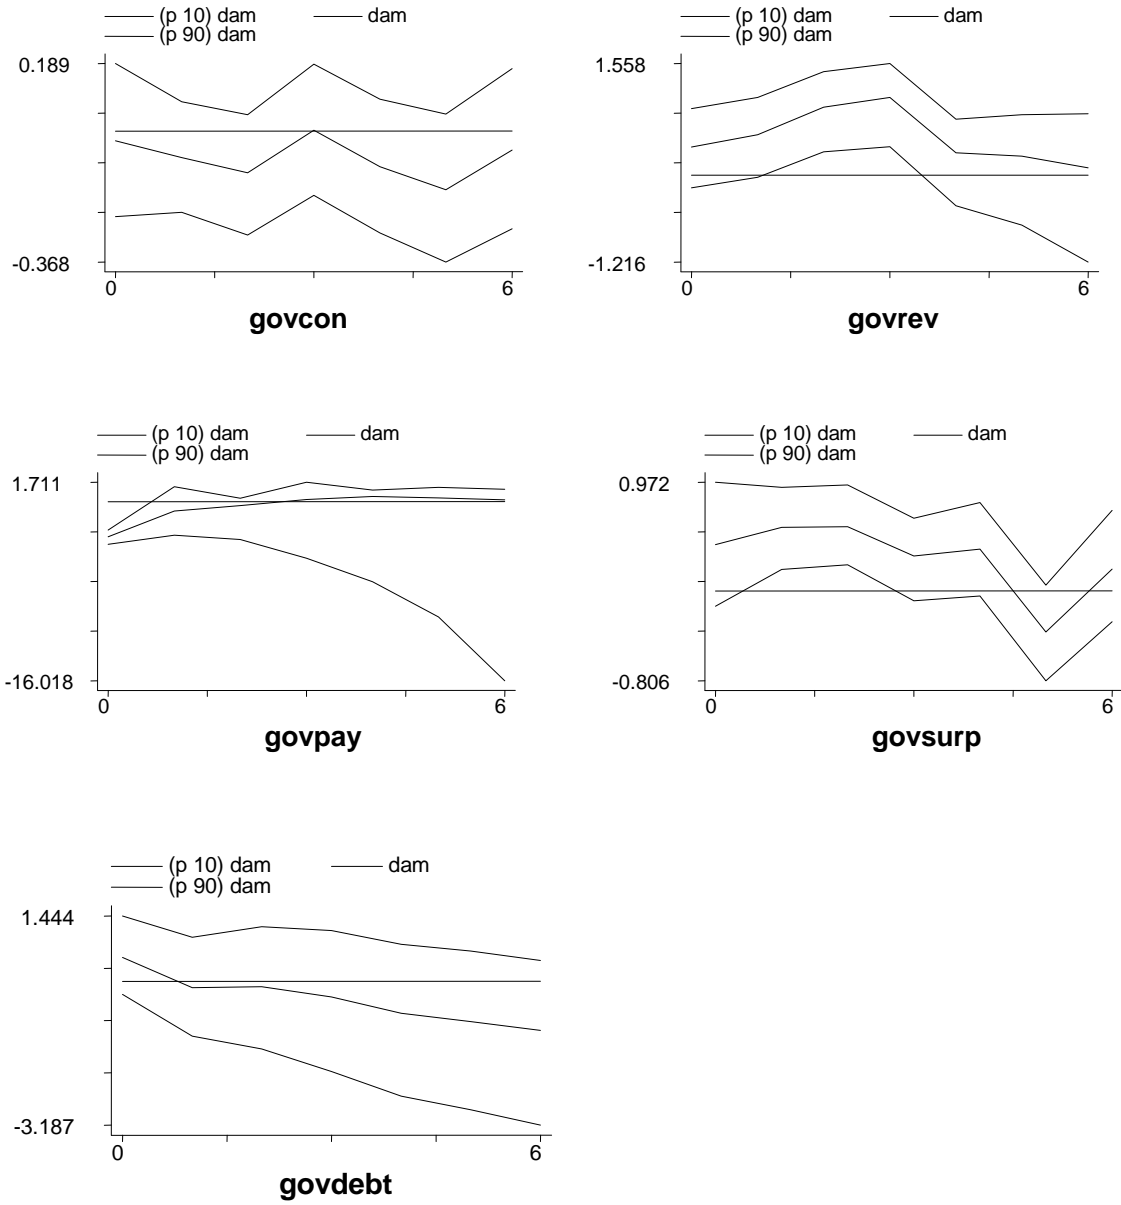 (p 10) dam dam
(p 90) dam
0.189
-0.368
0 6
govcon
(p 10) dam dam
(p 90) dam
1.558
-1.216
0 6
govrev
(p 10) dam dam
(p 90) dam
1.711
-16.018
0 6
govpay
(p 10) dam dam
(p 90) dam
0.972
-0.806
0 6
govsurp
(p 10) dam dam
(p 90) dam
1.444
-3.187
0 6
govdebt